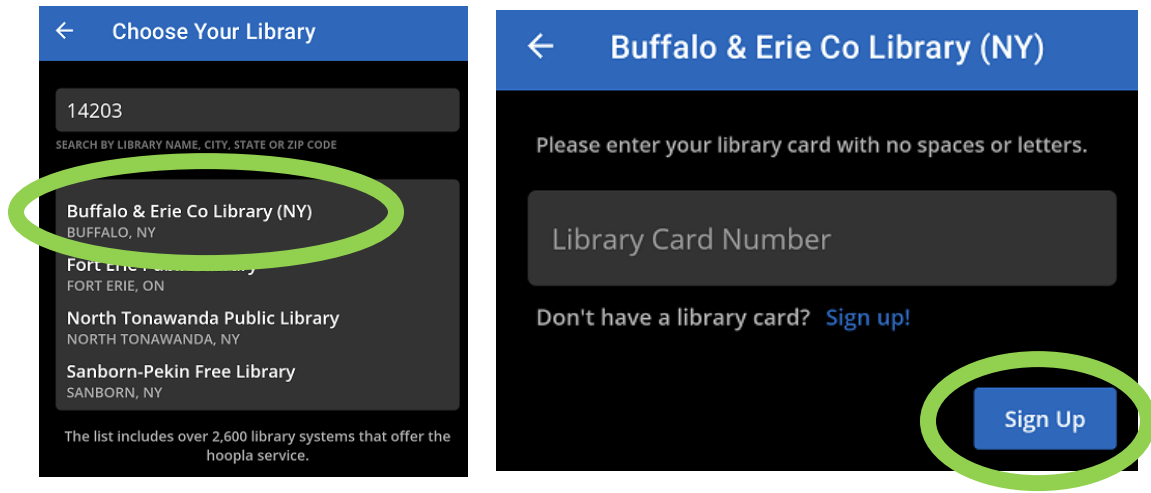 Choose Your Library
14203
SEARCH BY LIBRARY NAME, CITY, STATE OR ZIP CODE
Buffalo & Erie Co Library (NY)
BUFFALO, NY
Fort Erie
FORT ERIE, ON
North Tonawanda Public Library
NORTH TONAWANDA, NY
Sanborn-Pekin Free Library
SANBORN, NY
The list includes over 2,600 library systems that offer the
hoopla service.
Buffalo & Erie Co Library (NY)
Please enter your library card with no spaces or letters.
Library Card Number
Don't have a library card? Sign up!
Sign Up